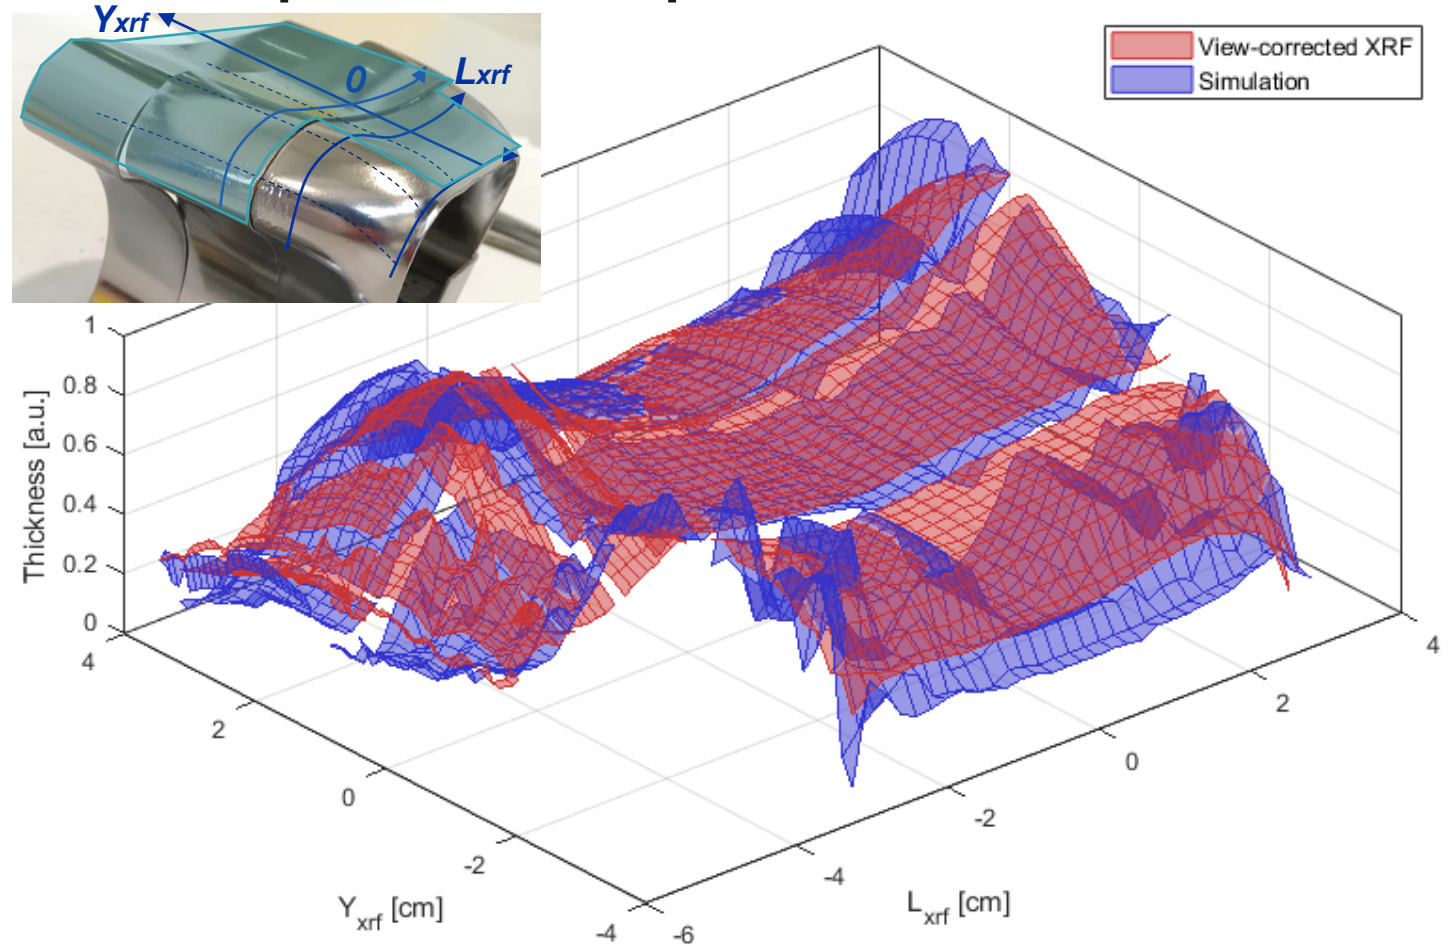 Yxrf
0
Lxrf
View-corrected XRF
Simulation
Thickness [a.u.]
1
0.8
0.6
0.4
0.2
0
4
2
0
-2
-4
Yxrf [cm]
-6
-4
-2
0
2
4
Lxrf [cm]